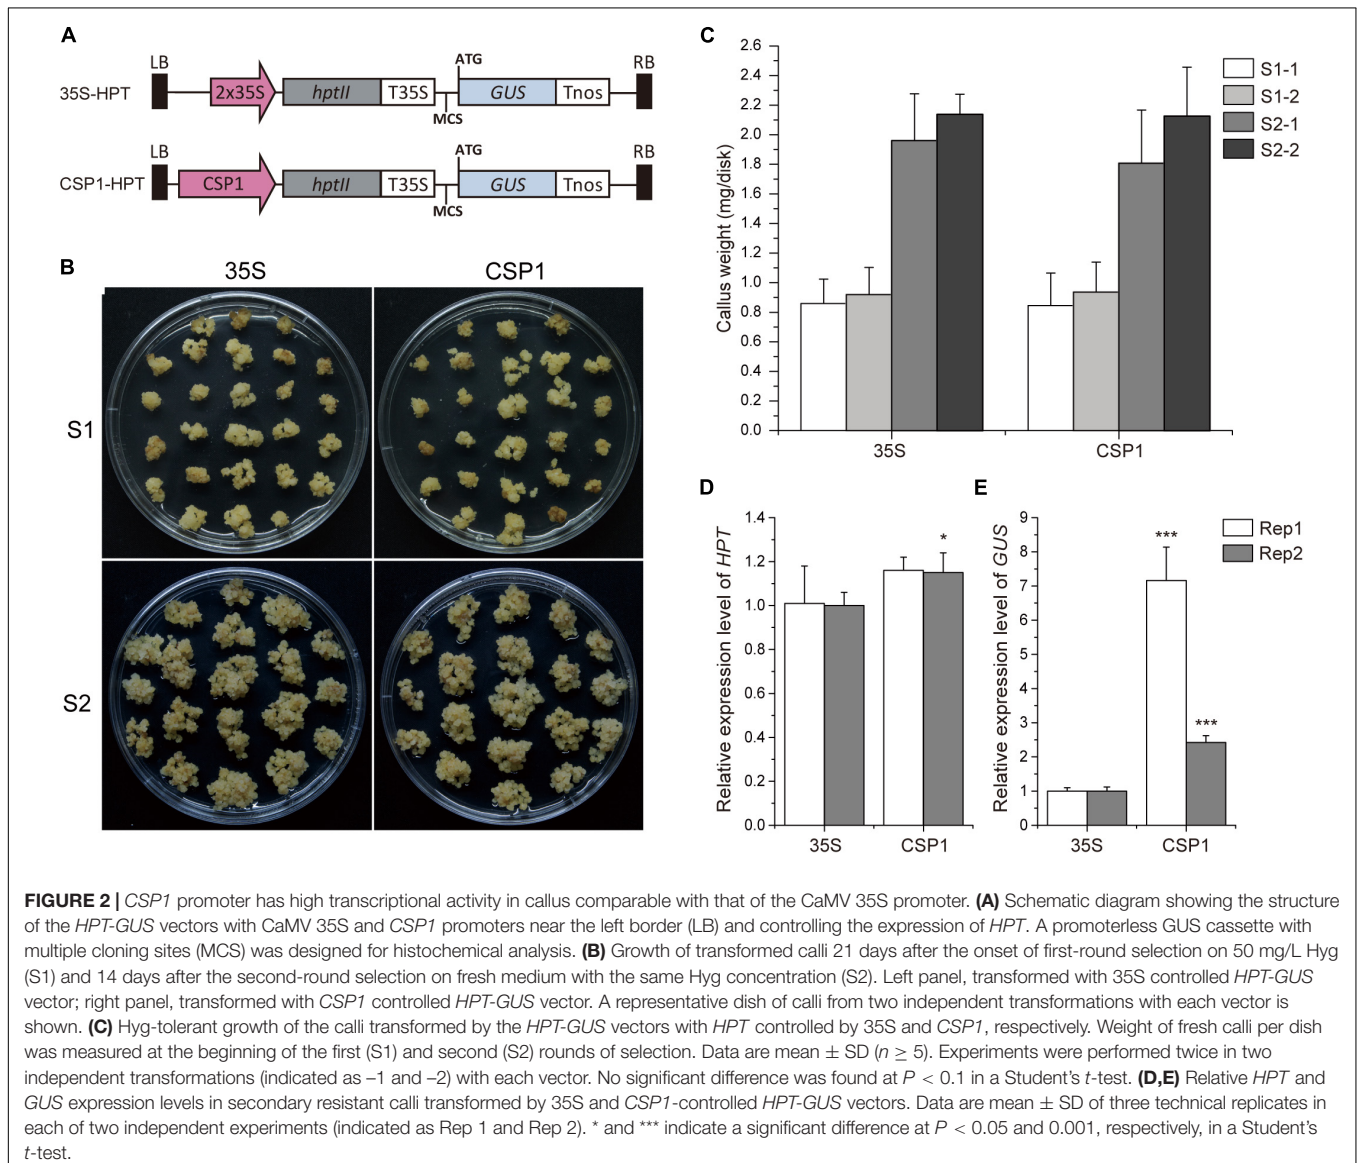 A
LB
ATG
RB
35S-HPT
2x35S
hptII
T35S
GUS
Tnos
MCS
LB
ATG
RB
CSP1-HPT
CSP1
hptII
T35S
GUS
Tnos
MCS
B
35S
CSP1
S1
S2
C
Callus weight (mg/disk)
2.6
2.4
2.2
2.0
1.8
1.6
1.4
1.2
1.0
0.8
0.6
0.4
0.2
0.0
35S
CSP1
S1-1
S1-2
S2-1
S2-2
D
Relative expression level of HPT
1.4
1.2
1.0
0.8
0.6
0.4
0.2
0.0
*
35S
CSP1
E
Relative expression level of GUS
9
8
7
6
5
4
3
2
1
0
***
***
35S
CSP1
Rep1
Rep2
FIGURE 2 | CSP1 promoter has high transcriptional activity in callus comparable with that of the CaMV 35S promoter. (A) Schematic diagram showing the structure
of the HPT-GUS vectors with CaMV 35S and CSP1 promoters near the left border (LB) and controlling the expression of HPT. A promoterless GUS cassette with
multiple cloning sites (MCS) was designed for histochemical analysis. (B) Growth of transformed calli 21 days after the onset of first-round selection on 50 mg/L Hyg
(S1) and 14 days after the second-round selection on fresh medium with the same Hyg concentration (S2). Left panel, transformed with 35S controlled HPT-GUS
vector; right panel, transformed with CSP1 controlled HPT-GUS vector. A representative dish of calli from two independent transformations with each vector is
shown. (C) Hyg-tolerant growth of the calli transformed by the HPT-GUS vectors with HPT controlled by 35S and CSP1, respectively. Weight of fresh calli per dish
was measured at the beginning of the first (S1) and second (S2) rounds of selection. Data are mean ± SD (n ≥ 5). Experiments were performed twice in two
independent transformations (indicated as –1 and –2) with each vector. No significant difference was found at P < 0.1 in a Student's t-test. (D,E) Relative HPT and
GUS expression levels in secondary resistant calli transformed by 35S and CSP1-controlled HPT-GUS vectors. Data are mean ± SD of three technical replicates in
each of two independent experiments (indicated as Rep 1 and Rep 2). * and *** indicate a significant difference at P < 0.05 and 0.001, respectively, in a Student's
t-test.